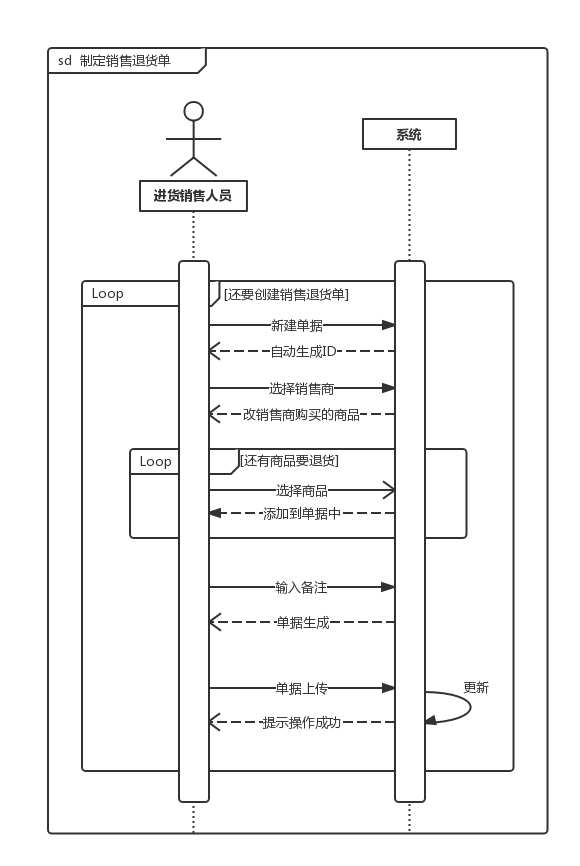 sd 制定销售退货单
系统
进货销售人员
Loop
[还要创建销售退货单]
新建单据
自动生成ID
选择销售商
改销售商购买的商品
Loop
[还有商品要退货]
选择商品
添加到单据中
输入备注
单据生成
单据上传
更新
提示操作成功